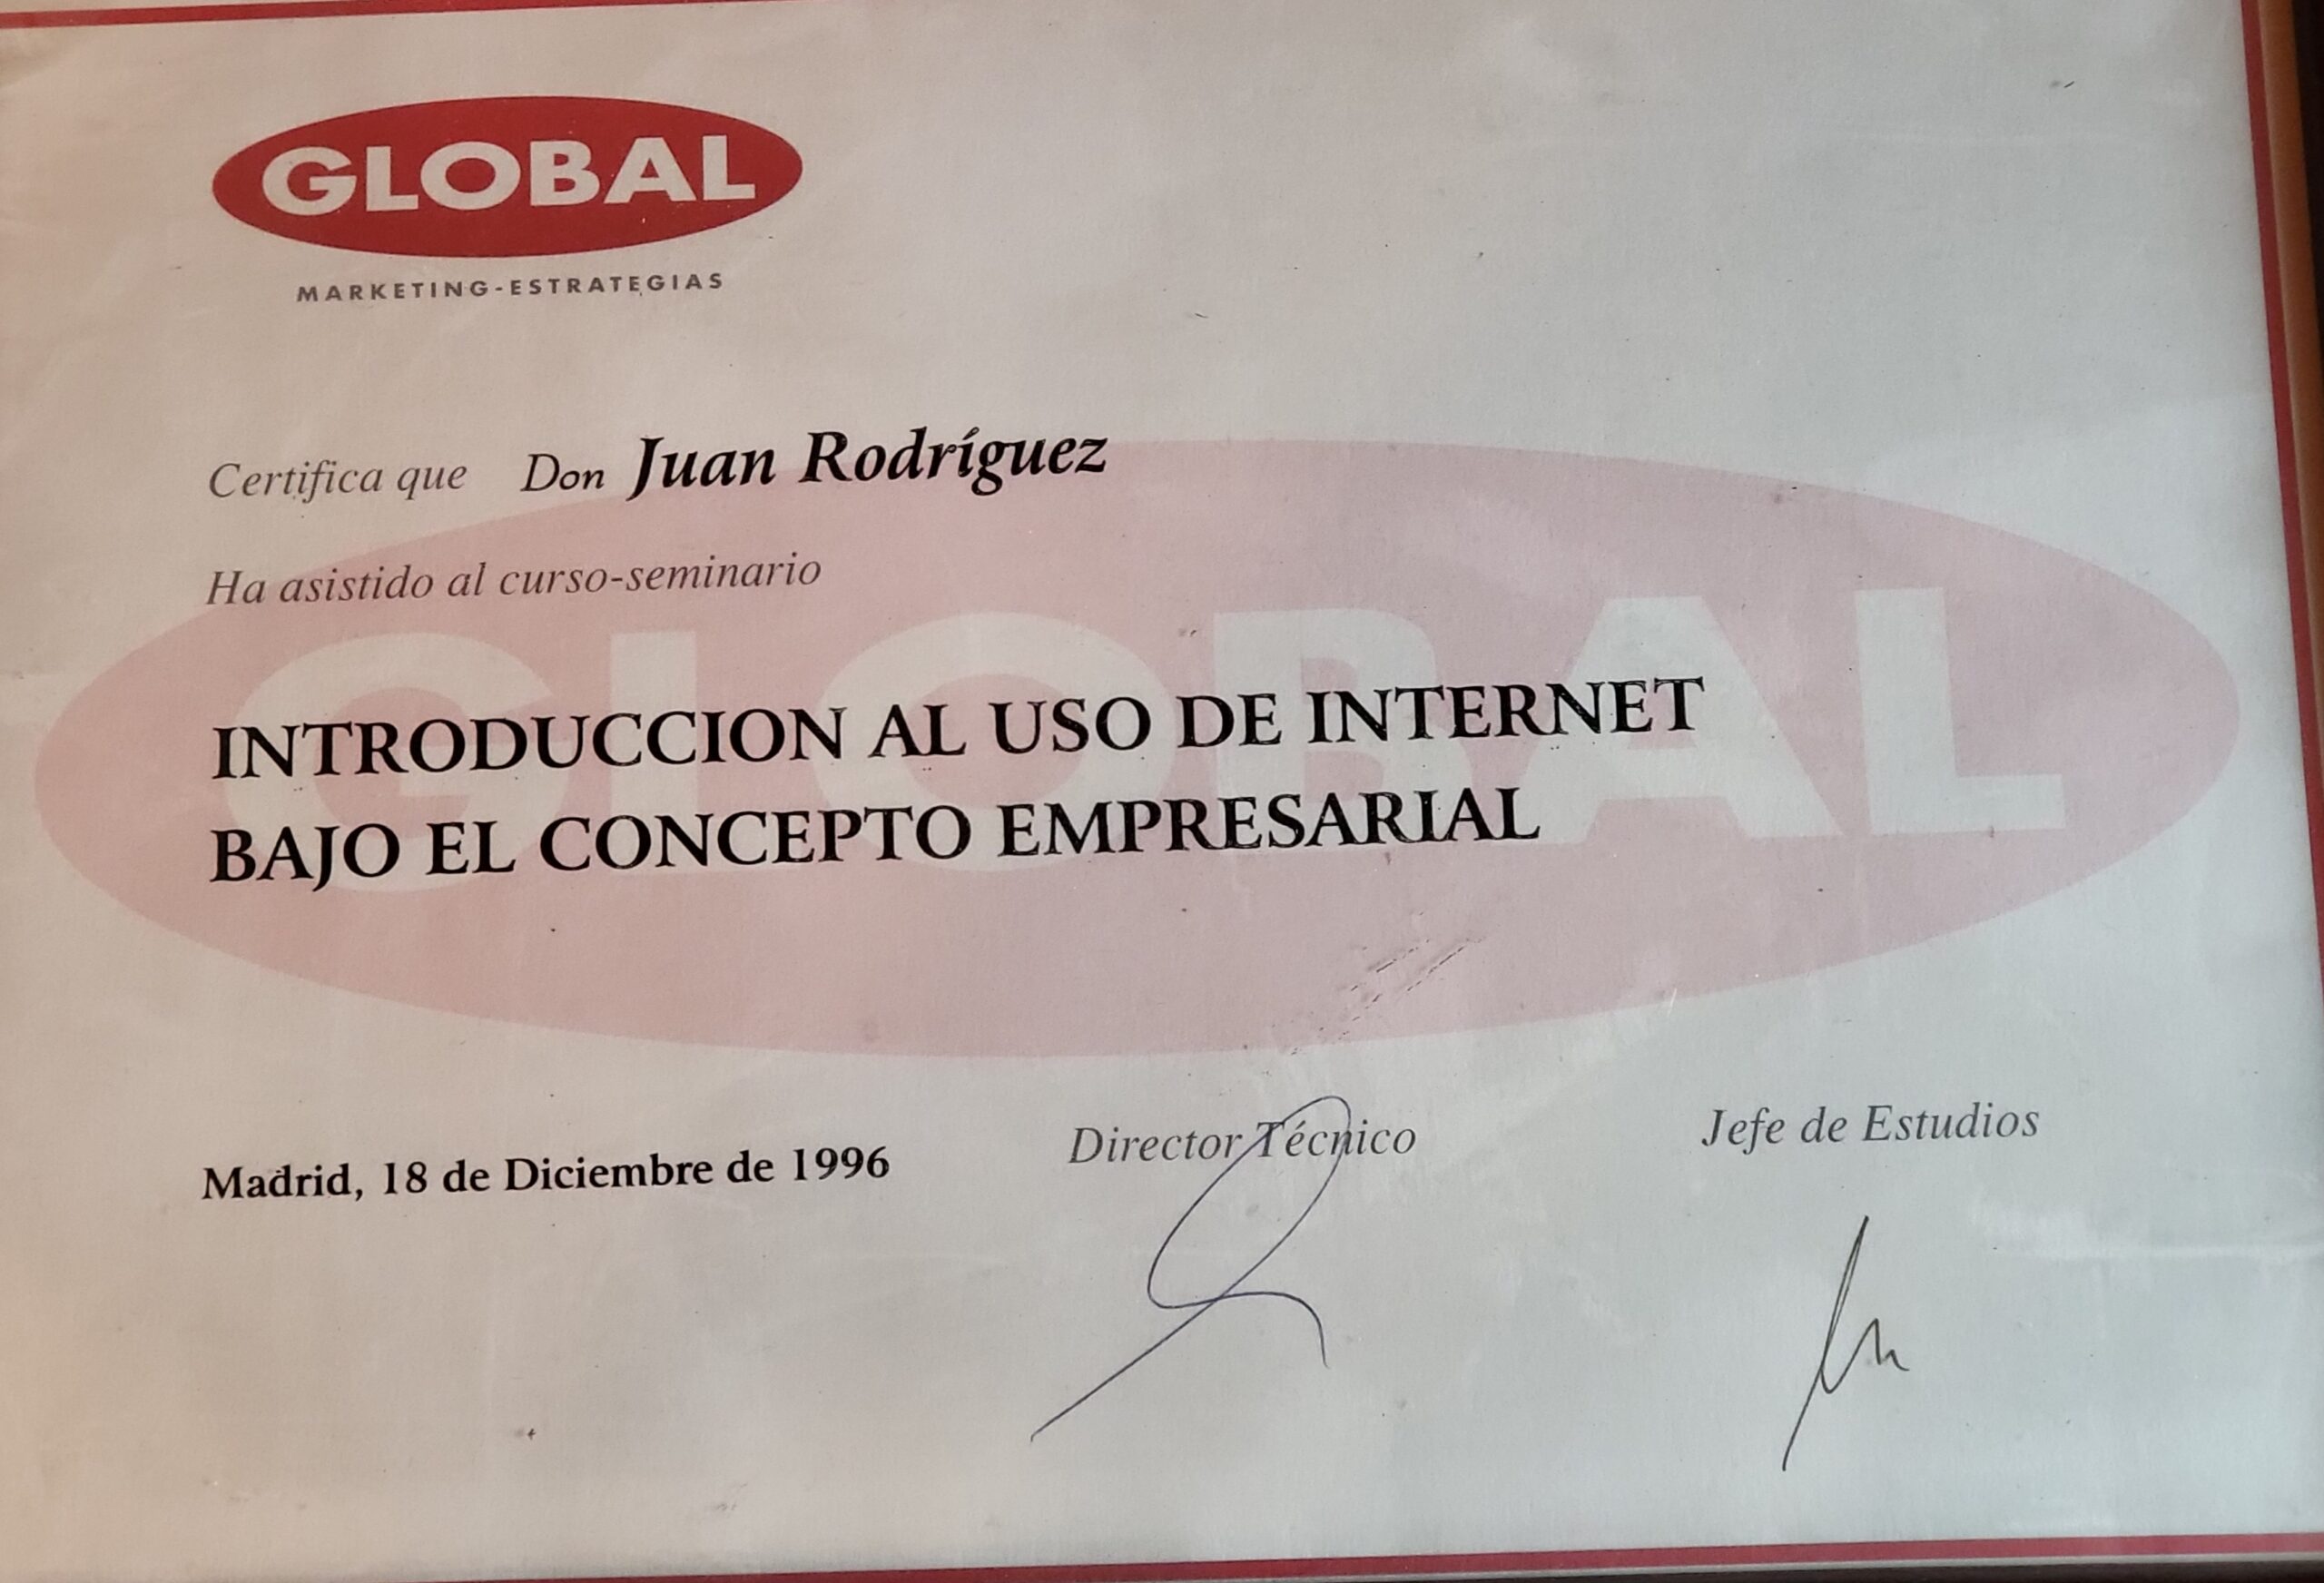 GLOBAL
MARKETING-ESTRATEGIAS
Certifica que Don Juan Rodríguez
Ha asistido al curso-seminario
GLOBAL
INTRODUCCION AL USO DE INTERNET
BAJO EL CONCEPTO EMPRESARIAL
Madrid, 18 de Diciembre de 1996
Director Técnico
Jefe de Estudios